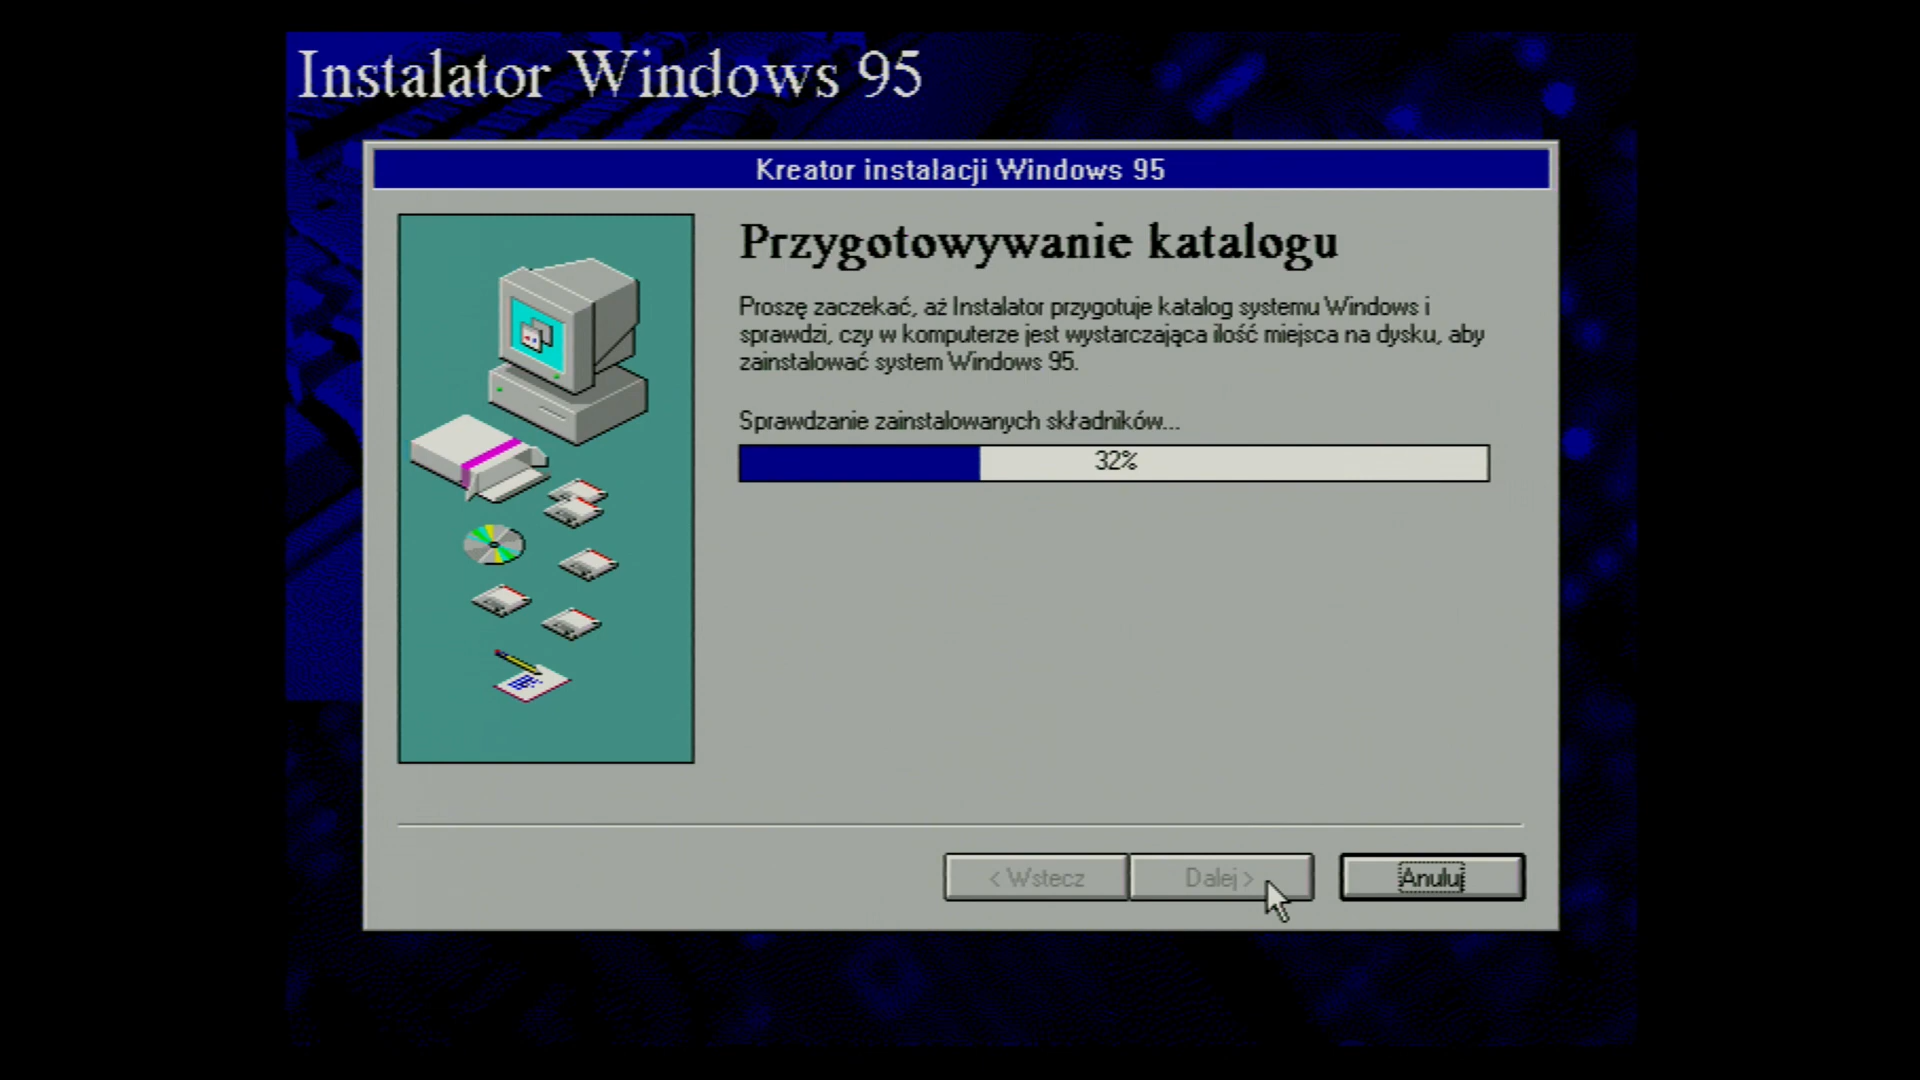 Instalator Windows 95
Kreator instalacji Windows 95
Przygotowywanie katalogu
Proszę zaczekać, aż Instalator przygotuje katalog systemu Windows i
sprawdzi, czy w komputerze jest wystarczająca ilość miejsca na dysku, aby
zainstalować system Windows 95.
Sprawdzanie zainstalowanych składników...
32%
< Wstecz
Dalej >
Anuluj